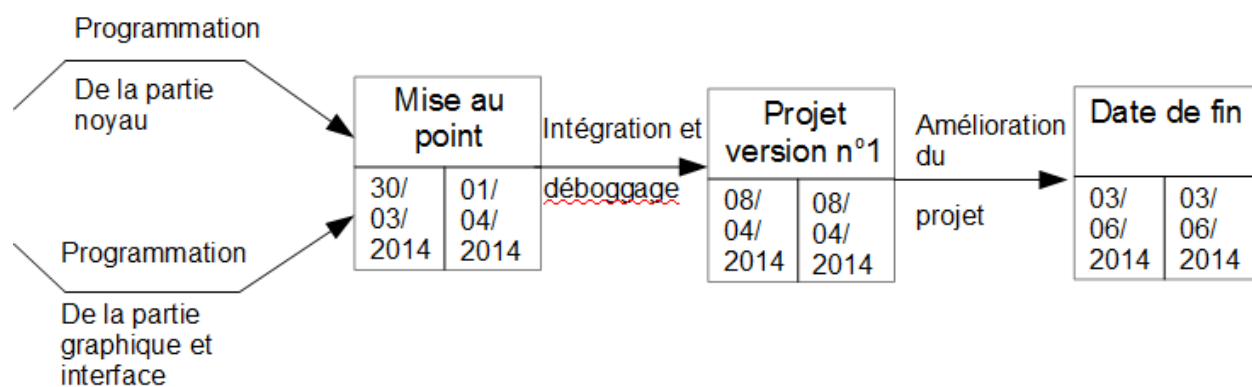 Programmation
De la partie
noyau
Programmation
De la partie
graphique et
interface
Mise au
point
30/
03/
2014
01/
04/
2014
Intégration et
déboggage
Projet
version n°1
08/
04/
2014
08/
04/
2014
Amélioration
du
projet
Date de fin
03/
06/
2014
03/
06/
2014